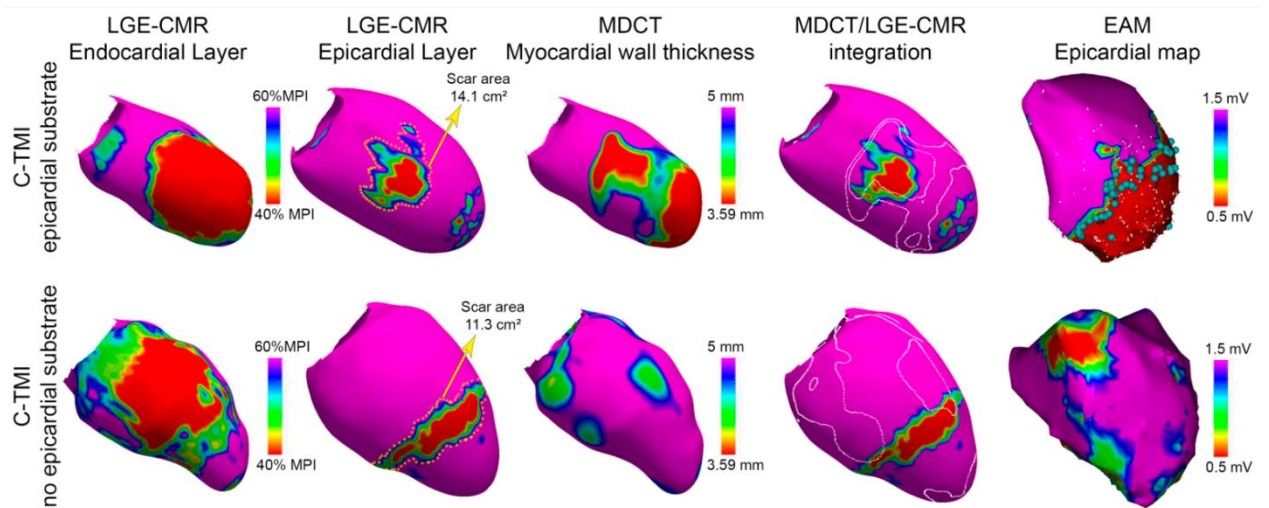 LGE-CMR
Endocardial Layer
LGE-CMR
Epicardial Layer
MDCT
Myocardial wall thickness
MDCT/LGE-CMR
integration
EAM
Epicardial map
C-TMI
epicardial substrate
60%MPI
40% MPI
Scar area
14.1 cm²
5 mm
3.59 mm
1.5 mV
0.5 mV
C-TMI
no epicardial substrate
60%MPI
40% MPI
Scar area
11.3 cm²
5 mm
3.59 mm
1.5 mV
0.5 mV